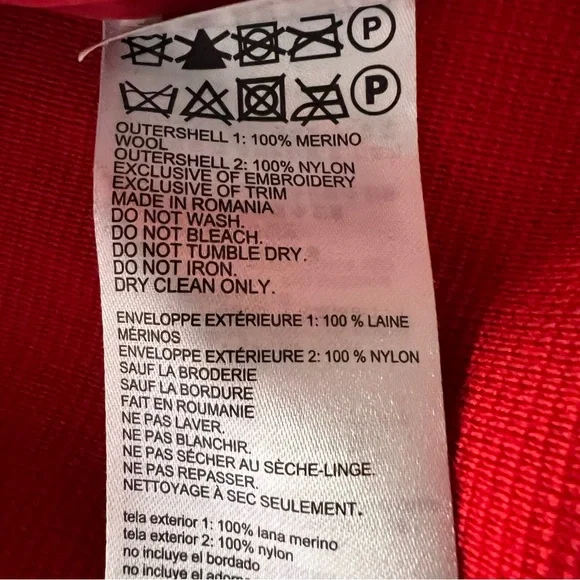 P
P
OUTERSHELL 1: 100% MERINO
WOOL
OUTERSHELL 2: 100% NYLON
EXCLUSIVE OF EMBROIDERY
EXCLUSIVE OF TRIM
MADE IN ROMANIA
DO NOT WASH.
DO NOT BLEACH.
DO NOT TUMBLE DRY.
DO NOT IRON.
DRY CLEAN ONLY.
ENVELOPPE EXTÉRIEURE 1: 100 % LAINE
MÉRINOS
ENVELOPPE EXTÉRIEURE 2: 100 % NYLON
SAUF LA BRODERIE
SAUF LA BORDURE
FAIT EN ROUMANIE
NE PAS LAVER.
NE PAS BLANCHIR.
NE PAS SÉCHER AU SÈCHE-LINGE.
NE PAS REPASSER.
NETTOYAGE À SEC SEULEMENT.
tela exterior 1: 100% lana merino
tela exterior 2: 100% nylon
no incluye el bordado
no incluye el